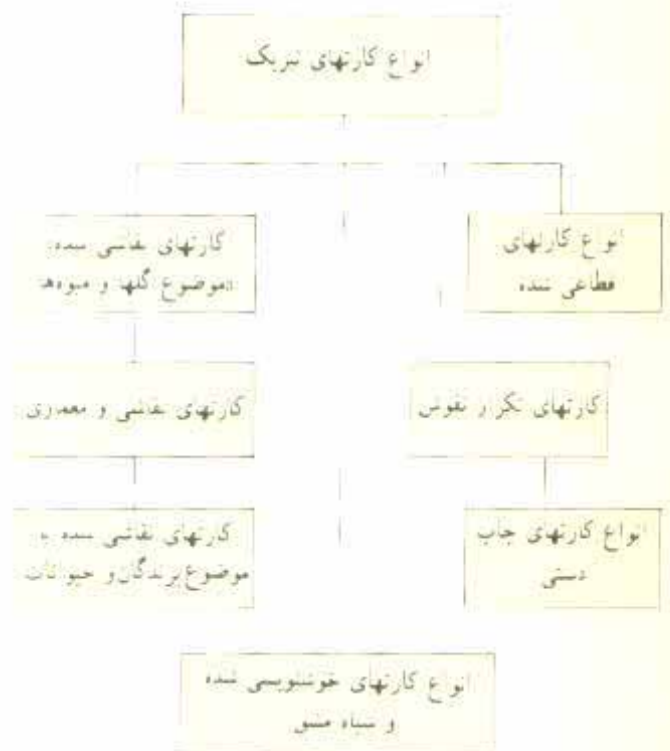 انواع کارتهای تبریک
انواع کارتهای
قطاعی شده
کارتهای نقاشی شده
موضوع گلها و میوه‌ها
کارتهای تکرار نقوش
کارتهای نقاشی و معماری
انواع کارتهای چاپ
دستی
کارتهای نقاشی شده با
موضوع پرندگان و حیوانات
انواع کارتهای خوشنویسی شده
و سیاه مشق